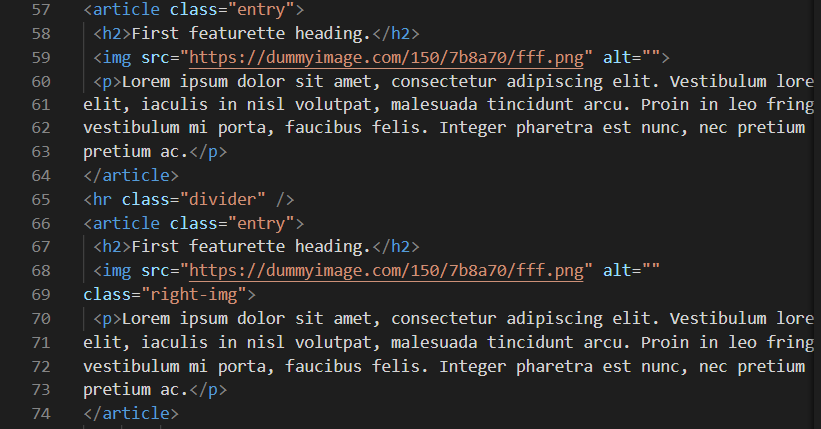 57 <article class="entry">
58 <h2>First featurette heading.</h2>
59 <img src="https://dummyimage.com/150/7b8a70/fff.png" alt="">
60 <p>Lorem ipsum dolor sit amet, consectetur adipiscing elit. Vestibulum lore
61 elit, iaculis in nisl volutpat, malesuada tincidunt arcu. Proin in leo fring
62 vestibulum mi porta, faucibus felis. Integer pharetra est nunc, nec pretium
63 pretium ac.</p>
64 </article>
65 <hr class="divider" />
66 <article class="entry">
67 <h2>First featurette heading.</h2>
68 <img src="https://dummyimage.com/150/7b8a70/fff.png" alt=""
69 class="right-img">
70 <p>Lorem ipsum dolor sit amet, consectetur adipiscing elit. Vestibulum lore
71 elit, iaculis in nisl volutpat, malesuada tincidunt arcu. Proin in leo fring
72 vestibulum mi porta, faucibus felis. Integer pharetra est nunc, nec pretium
73 pretium ac.</p>
74 </article>